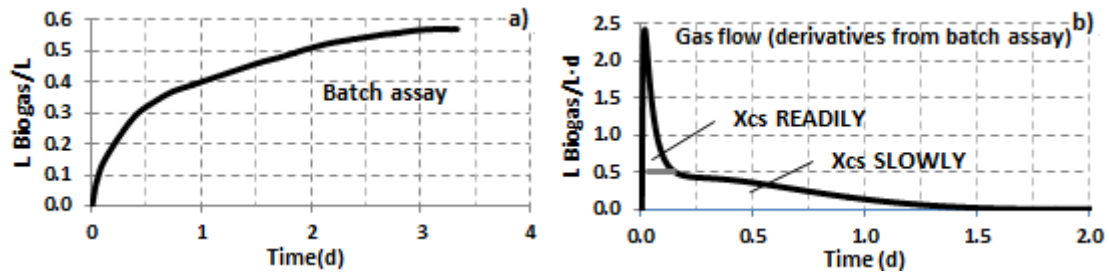 a)
L Biogas/L
0.6
0.5
0.4
0.3
0.2
0.1
0.0
Batch assay
0 1 2 3 4
Time(d)
b)
L Biogas/L·d
2.5
2.0
1.5
1.0
0.5
0.0
Gas flow (derivatives from batch assay)
Xcs READILY
Xcs SLOWLY
0.0 0.5 1.0 1.5 2.0
Time (d)